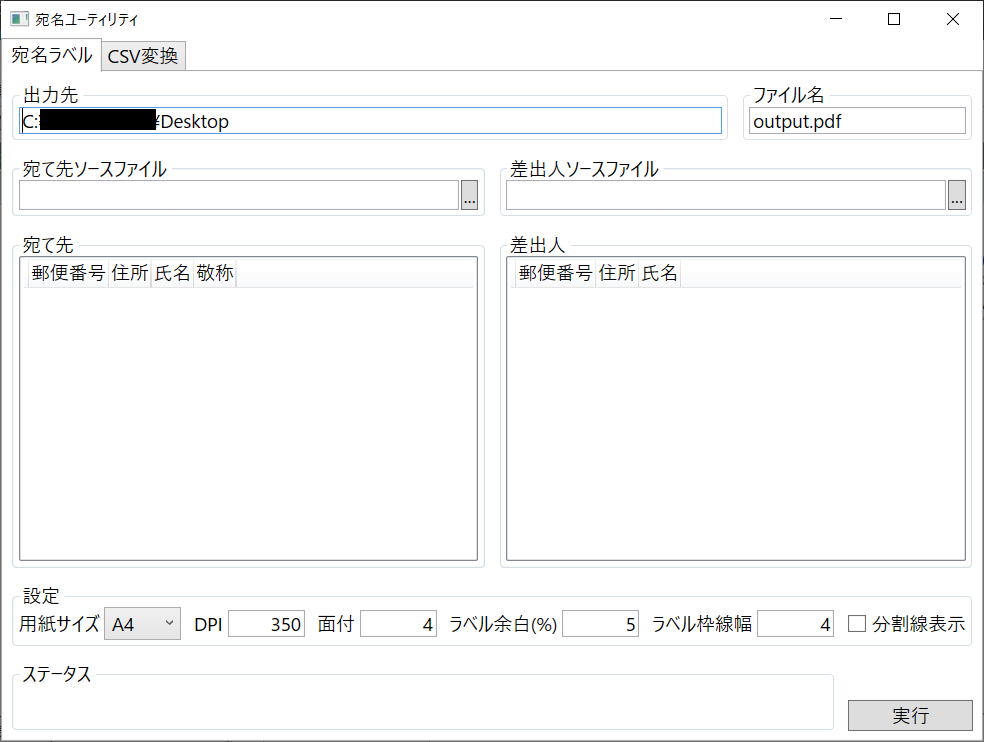 宛名ユーティリティ
宛名ラベル CSV変換
出力先 ファイル名
C:¥Desktop output.pdf
宛て先ソースファイル 差出人ソースファイル
... ...
宛て先 差出人
郵便番号 住所 氏名 敬称 郵便番号 住所 氏名
設定
用紙サイズ A4 DPI 350 面付 4 ラベル余白(%) 5 ラベル枠線幅 4 分割線表示
ステータス
実行